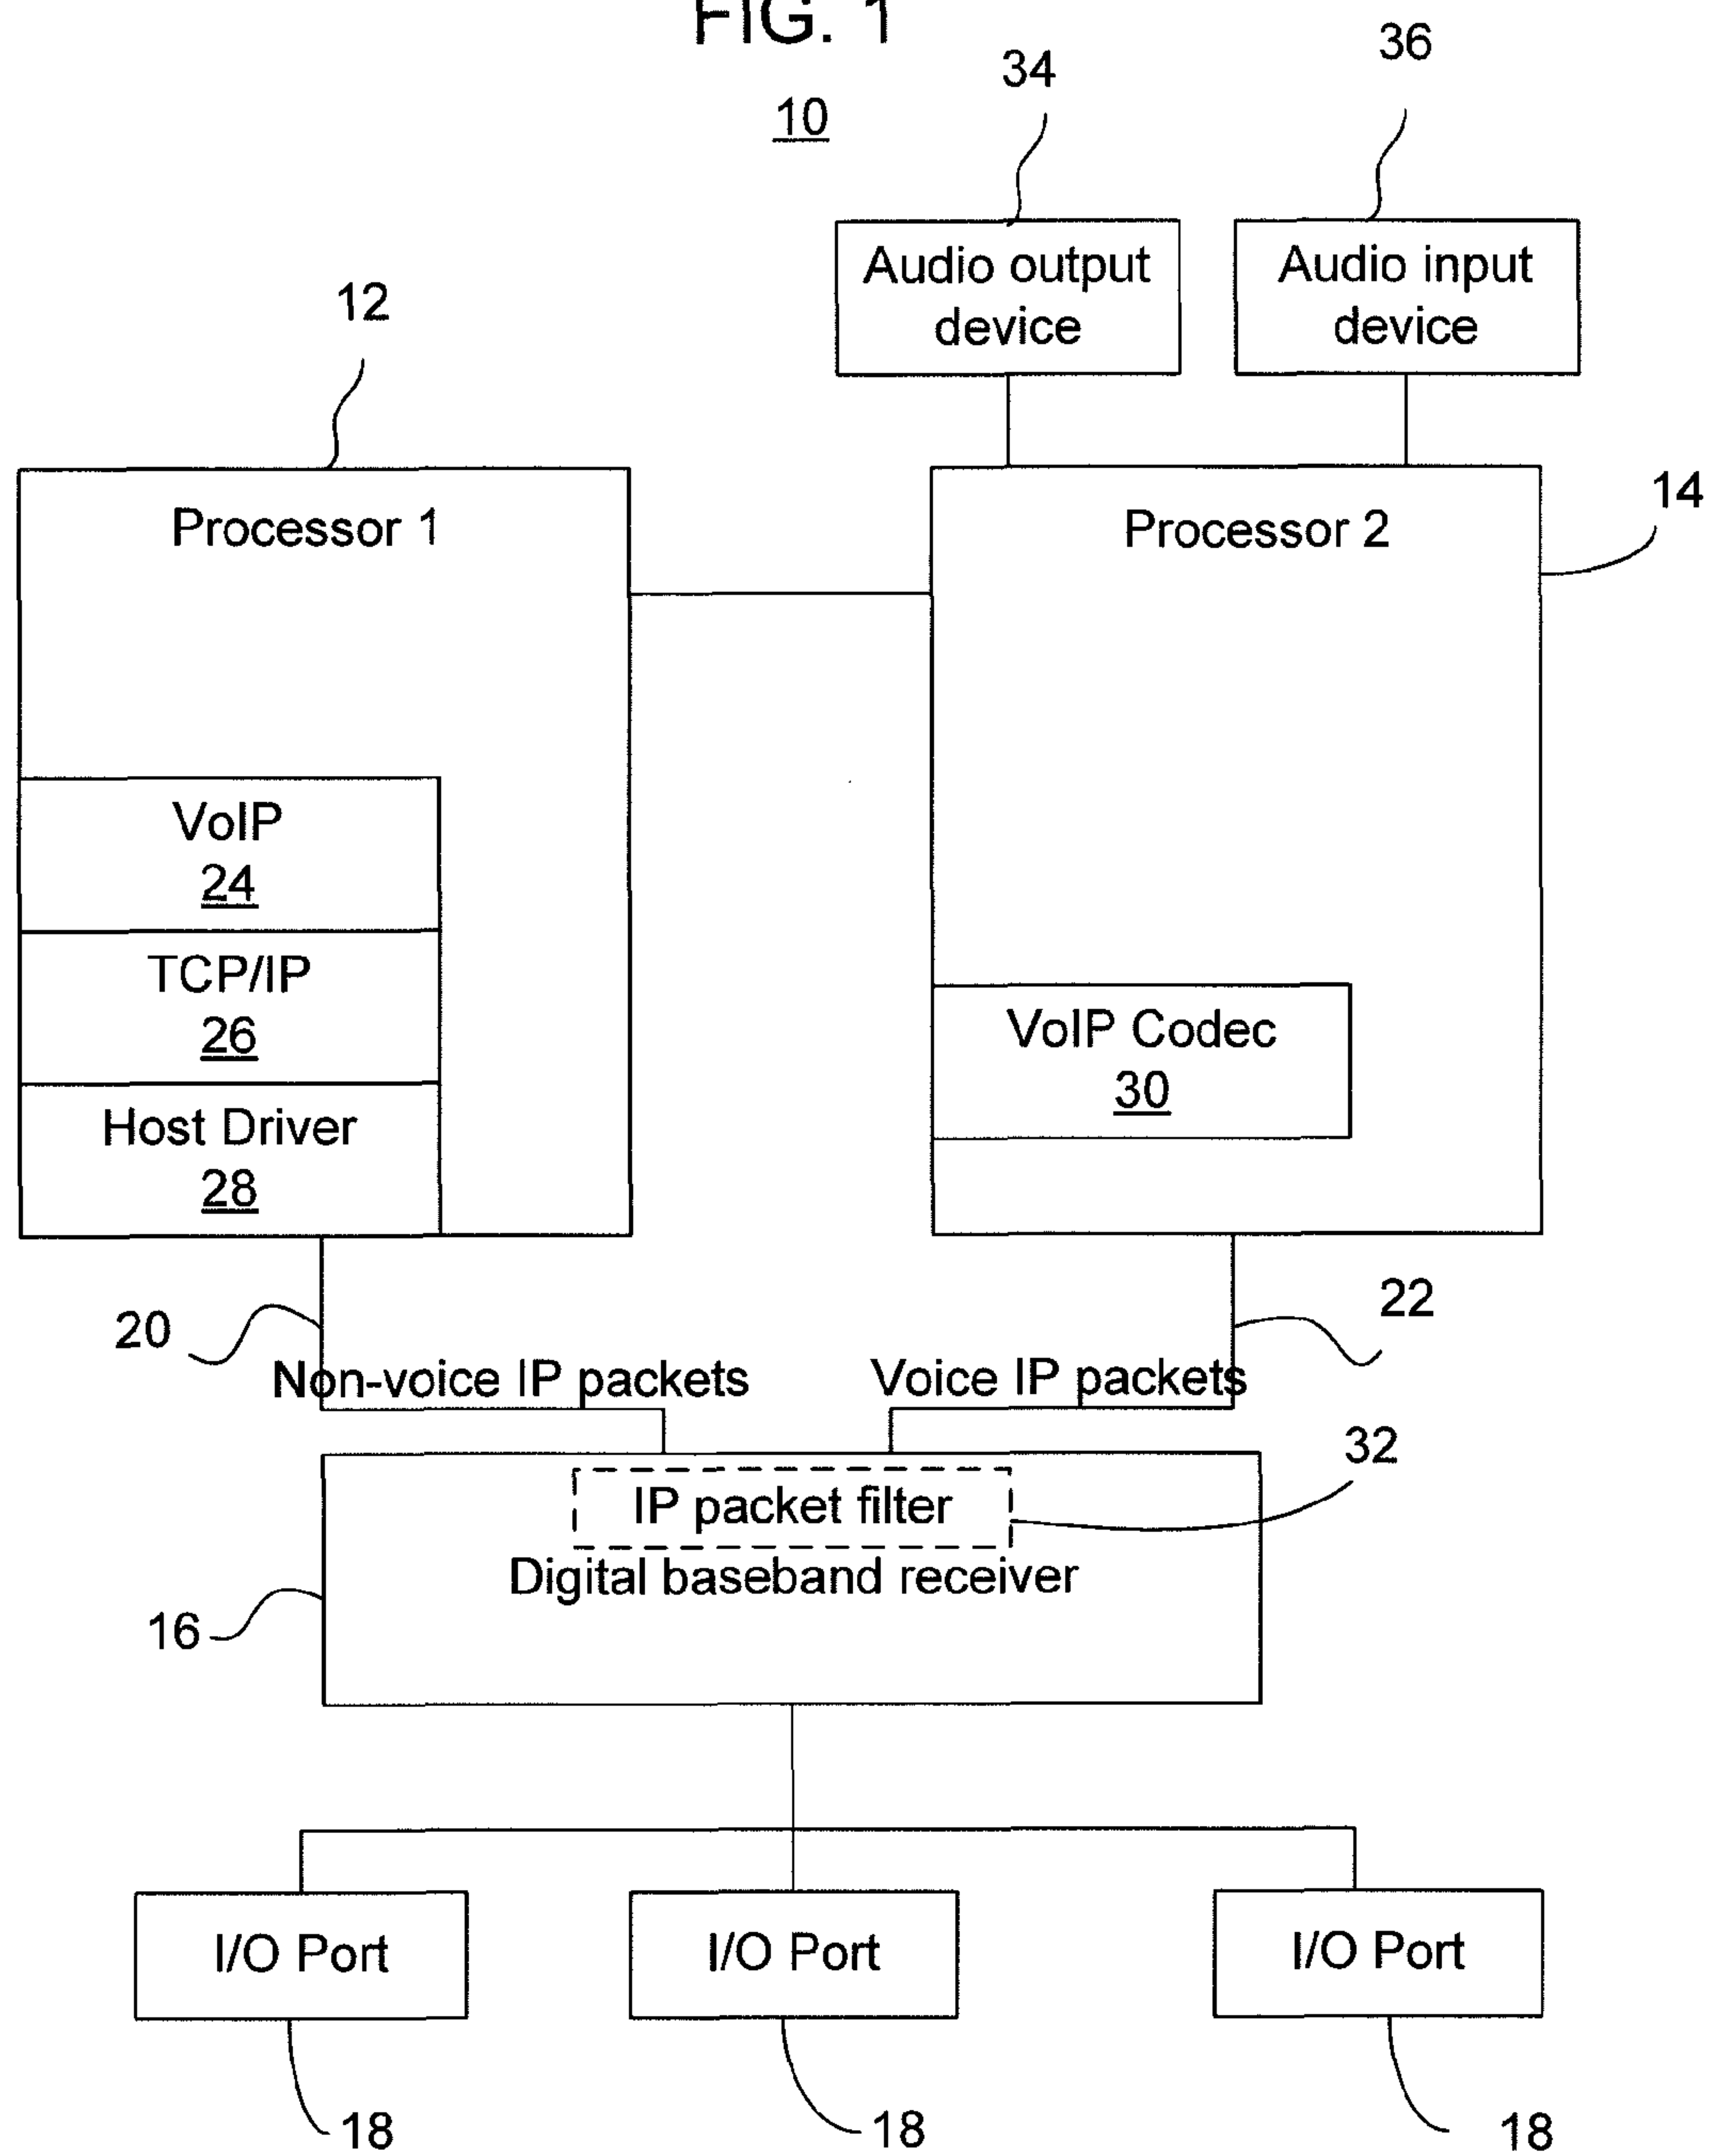 FIG. 1
10
34
36
Audio output
device
Audio input
device
12
14
Processor 1
Processor 2
VoIP
24
TCP/IP
26
Host Driver
28
VoIP Codec
30
20
22
Non-voice IP packets
Voice IP packets
32
IP packet filter
Digital baseband receiver
16
I/O Port
I/O Port
I/O Port
18
18
18